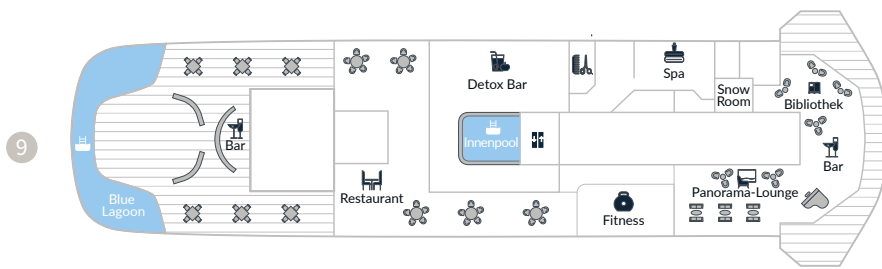 9
Blue
Lagoon
Bar
Restaurant
Detox Bar
Innenpool
Spa
Snow
Room
Bibliothek
Bar
Panorama-Lounge
Fitness